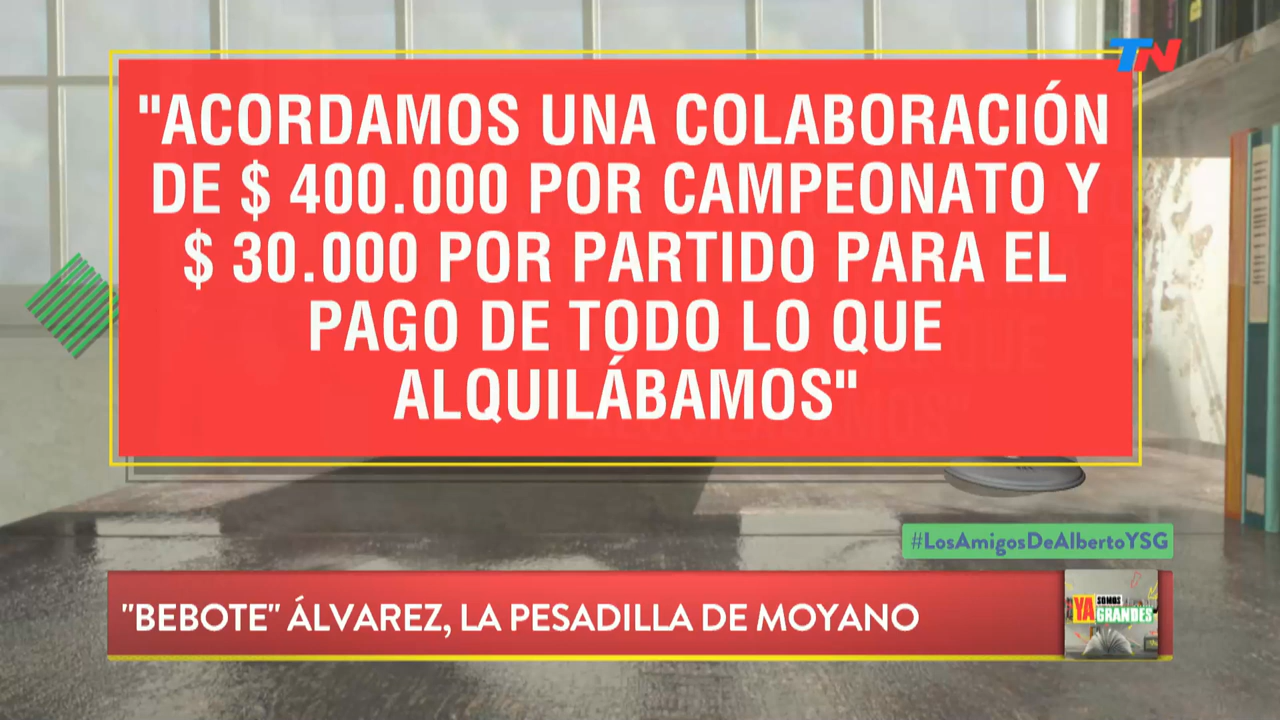 TN
"ACORDAMOS UNA COLABORACIÓN
DE $ 400.000 POR CAMPEONATO Y
$ 30.000 POR PARTIDO PARA EL
PAGO DE TODO LO QUE
ALQUILÁBAMOS"
#LosAmigosDeAlbertoYSG
"BEBOTE" ÁLVAREZ, LA PESADILLA DE MOYANO
YA SOMOS GRANDES